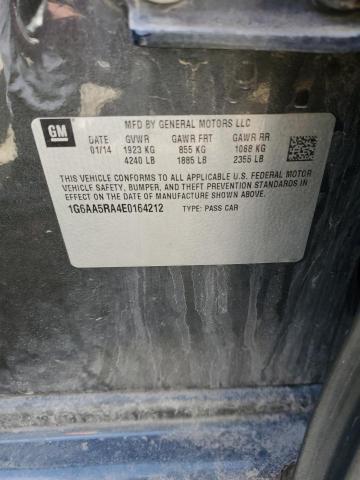 GM
MFD BY GENERAL MOTORS LLC
DATE GVWR GAWR FRT GAWR RR
01/14 1923 KG 855 KG 1068 KG
4240 LB 1885 LB 2355 LB
THIS VEHICLE CONFORMS TO ALL APPLICABLE U.S. FEDERAL MOTOR
VEHICLE SAFETY, BUMPER, AND THEFT PREVENTION STANDARDS
IN EFFECT ON THE DATE OF MANUFACTURE SHOWN ABOVE.
1G6AA5RA4E0164212 TYPE: PASS CAR